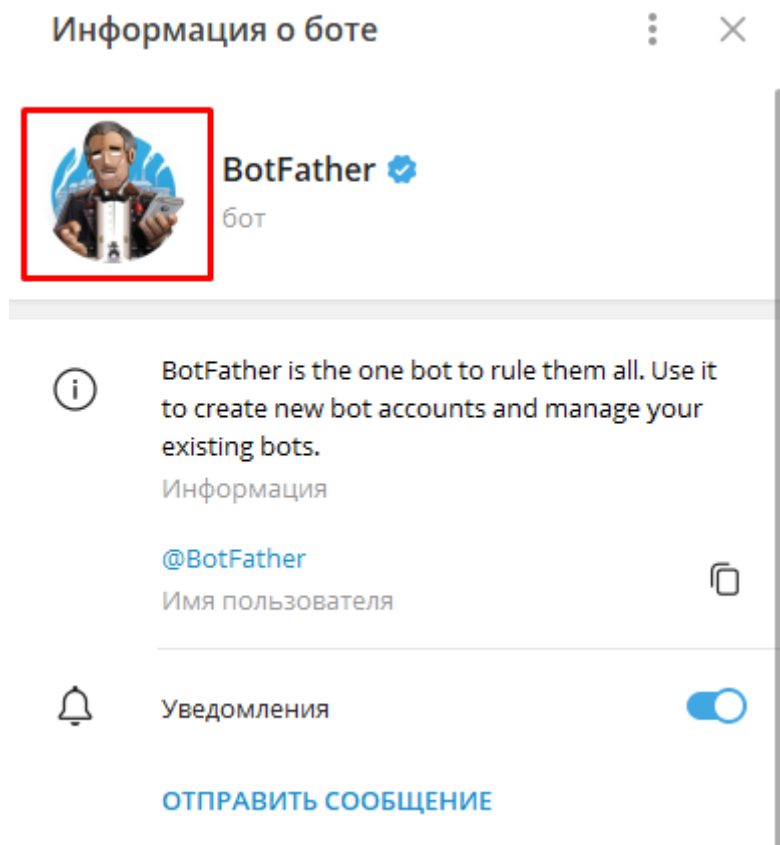 Информация о боте
BotFather
бот
BotFather is the one bot to rule them all. Use it
to create new bot accounts and manage your
existing bots.
Информация
@BotFather
Имя пользователя
Уведомления
ОТПРАВИТЬ СООБЩЕНИЕ